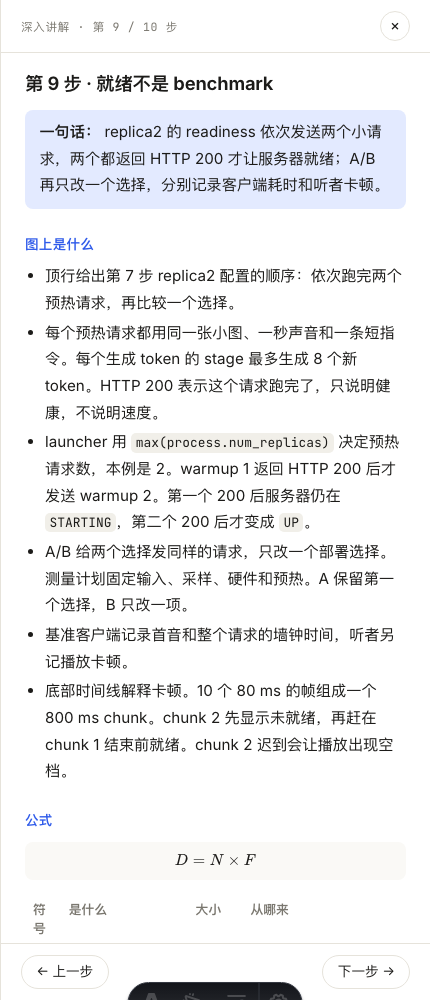 深入讲解 · 第 9 / 10 步
×
第 9 步 · 就绪不是 benchmark
一句话： replica2 的 readiness 依次发送两个小请
求，两个都返回 HTTP 200 才让服务器就绪；A/B
再只改一个选择，分别记录客户端耗时和听者卡顿。
图上是什么
• 顶行给出第 7 步 replica2 配置的顺序：依次跑完两个
预热请求，再比较一个选择。
• 每个预热请求都用同一张小图、一秒声音和一条短指
令。每个生成 token 的 stage 最多生成 8 个新
token。HTTP 200 表示这个请求跑完了，只说明健
康，不说明速度。
• launcher 用 max(process.num_replicas) 决定预热
请求数，本例是 2。warmup 1 返回 HTTP 200 后才
发送 warmup 2。第一个 200 后服务器仍在
STARTING，第二个 200 后才变成 UP。
• A/B 给两个选择发同样的请求，只改一个部署选择。
测量计划固定输入、采样、硬件和预热。A 保留第一
个选择，B 只改一项。
• 基准客户端记录首音和整个请求的墙钟时间，听者另
记播放卡顿。
• 底部时间线解释卡顿。10 个 80 ms 的帧组成一个
800 ms chunk。chunk 2 先显示未就绪，再赶在
chunk 1 结束前就绪。chunk 2 迟到会让播放出现空
档。
公式
D = N × F
符号 是什么 大小 从哪来
← 上一步 下一步 →